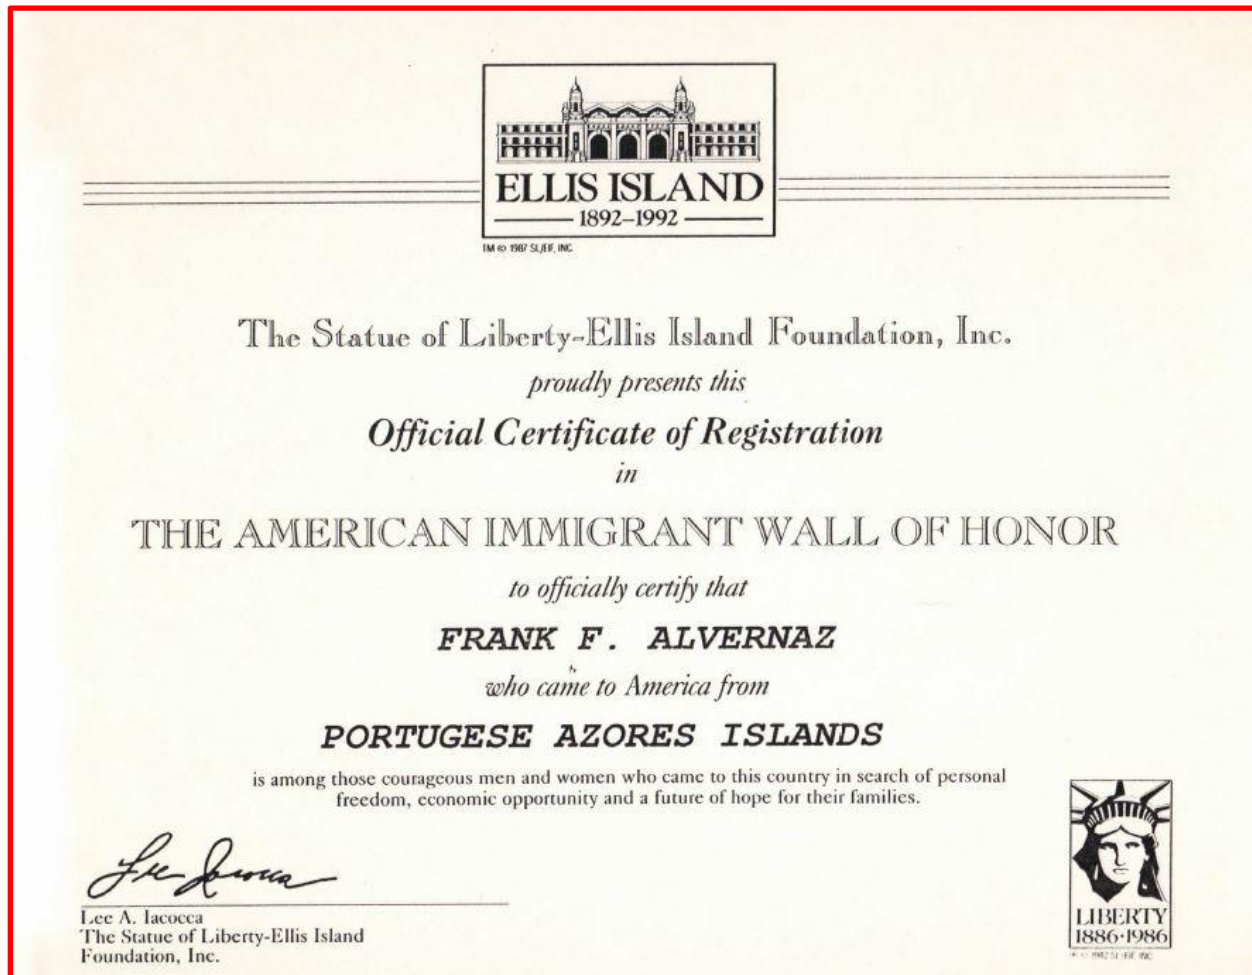 ELLIS ISLAND
1892–1992
TM © 1987 SL/EIF, INC.
The Statue of Liberty-Ellis Island Foundation, Inc.
proudly presents this
Official Certificate of Registration
in
THE AMERICAN IMMIGRANT WALL OF HONOR
to officially certify that
FRANK F. ALVERNAZ
who came to America from
PORTUGESE AZORES ISLANDS
is among those courageous men and women who came to this country in search of personal
freedom, economic opportunity and a future of hope for their families.
Lee A. Iacocca
The Statue of Liberty-Ellis Island
Foundation, Inc.
LIBERTY
1886·1986